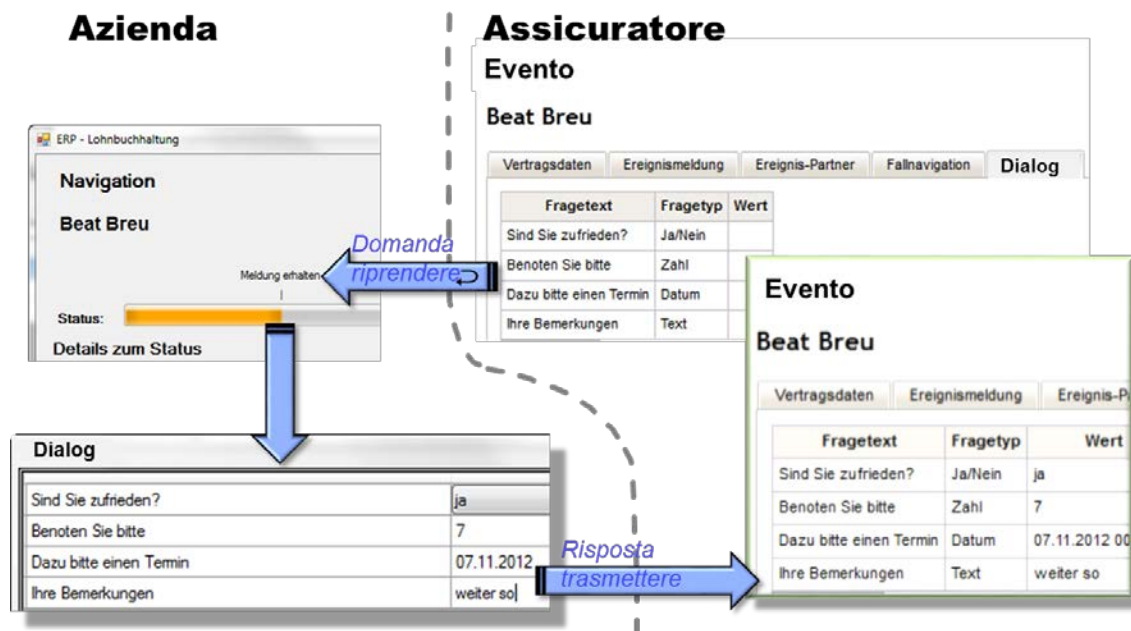 Azienda
Assicuratore
Evento
Beat Breu
Vertragsdaten Ereignismeldung Ereignis-Partner Fallnavigation Dialog
Fragetext Fragetyp Wert
Sind Sie zufrieden? Ja/Nein
Benoten Sie bitte Zahl
Dazu bitte einen Termin Datum
Ihre Bemerkungen Text
ERP - Lohnbuchhaltung
Navigation
Beat Breu
Meldung erhalten
Status:
Details zum Status
Domanda
riprendere
Dialog
Sind Sie zufrieden? ja
Benoten Sie bitte 7
Dazu bitte einen Termin 07.11.2012
Ihre Bemerkungen weiter so
Risposta
trasmettere
Evento
Beat Breu
Vertragsdaten Ereignismeldung Ereignis-P
Fragetext Fragetyp Wert
Sind Sie zufrieden? Ja/Nein ja
Benoten Sie bitte Zahl 7
Dazu bitte einen Termin Datum 07.11.2012 00
Ihre Bemerkungen Text weiter so